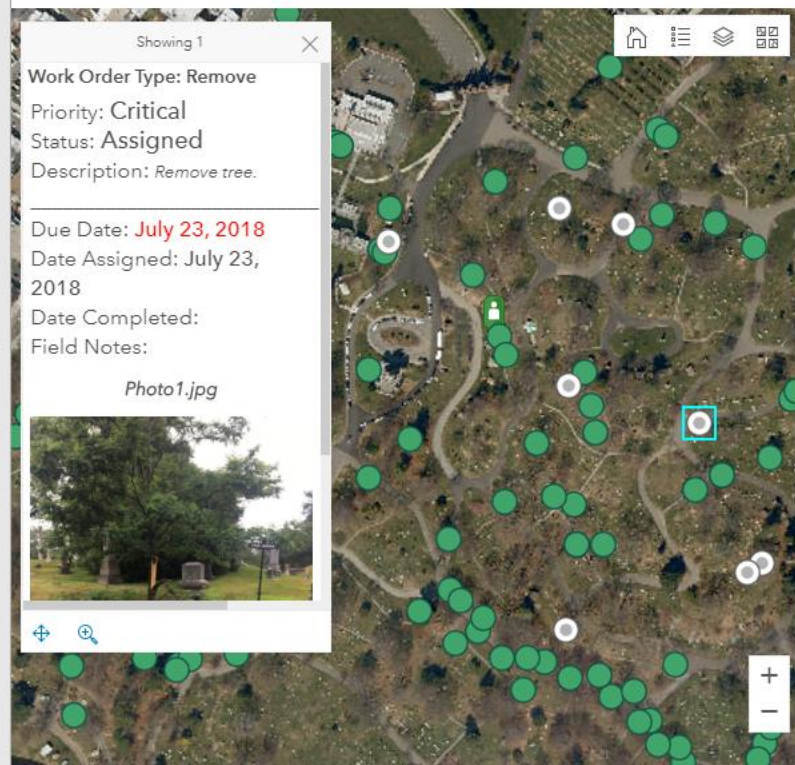 Showing 1
Work Order Type: Remove
Priority: Critical
Status: Assigned
Description: Remove tree.
Due Date: July 23, 2018
Date Assigned: July 23,
2018
Date Completed:
Field Notes:
Photo1.jpg